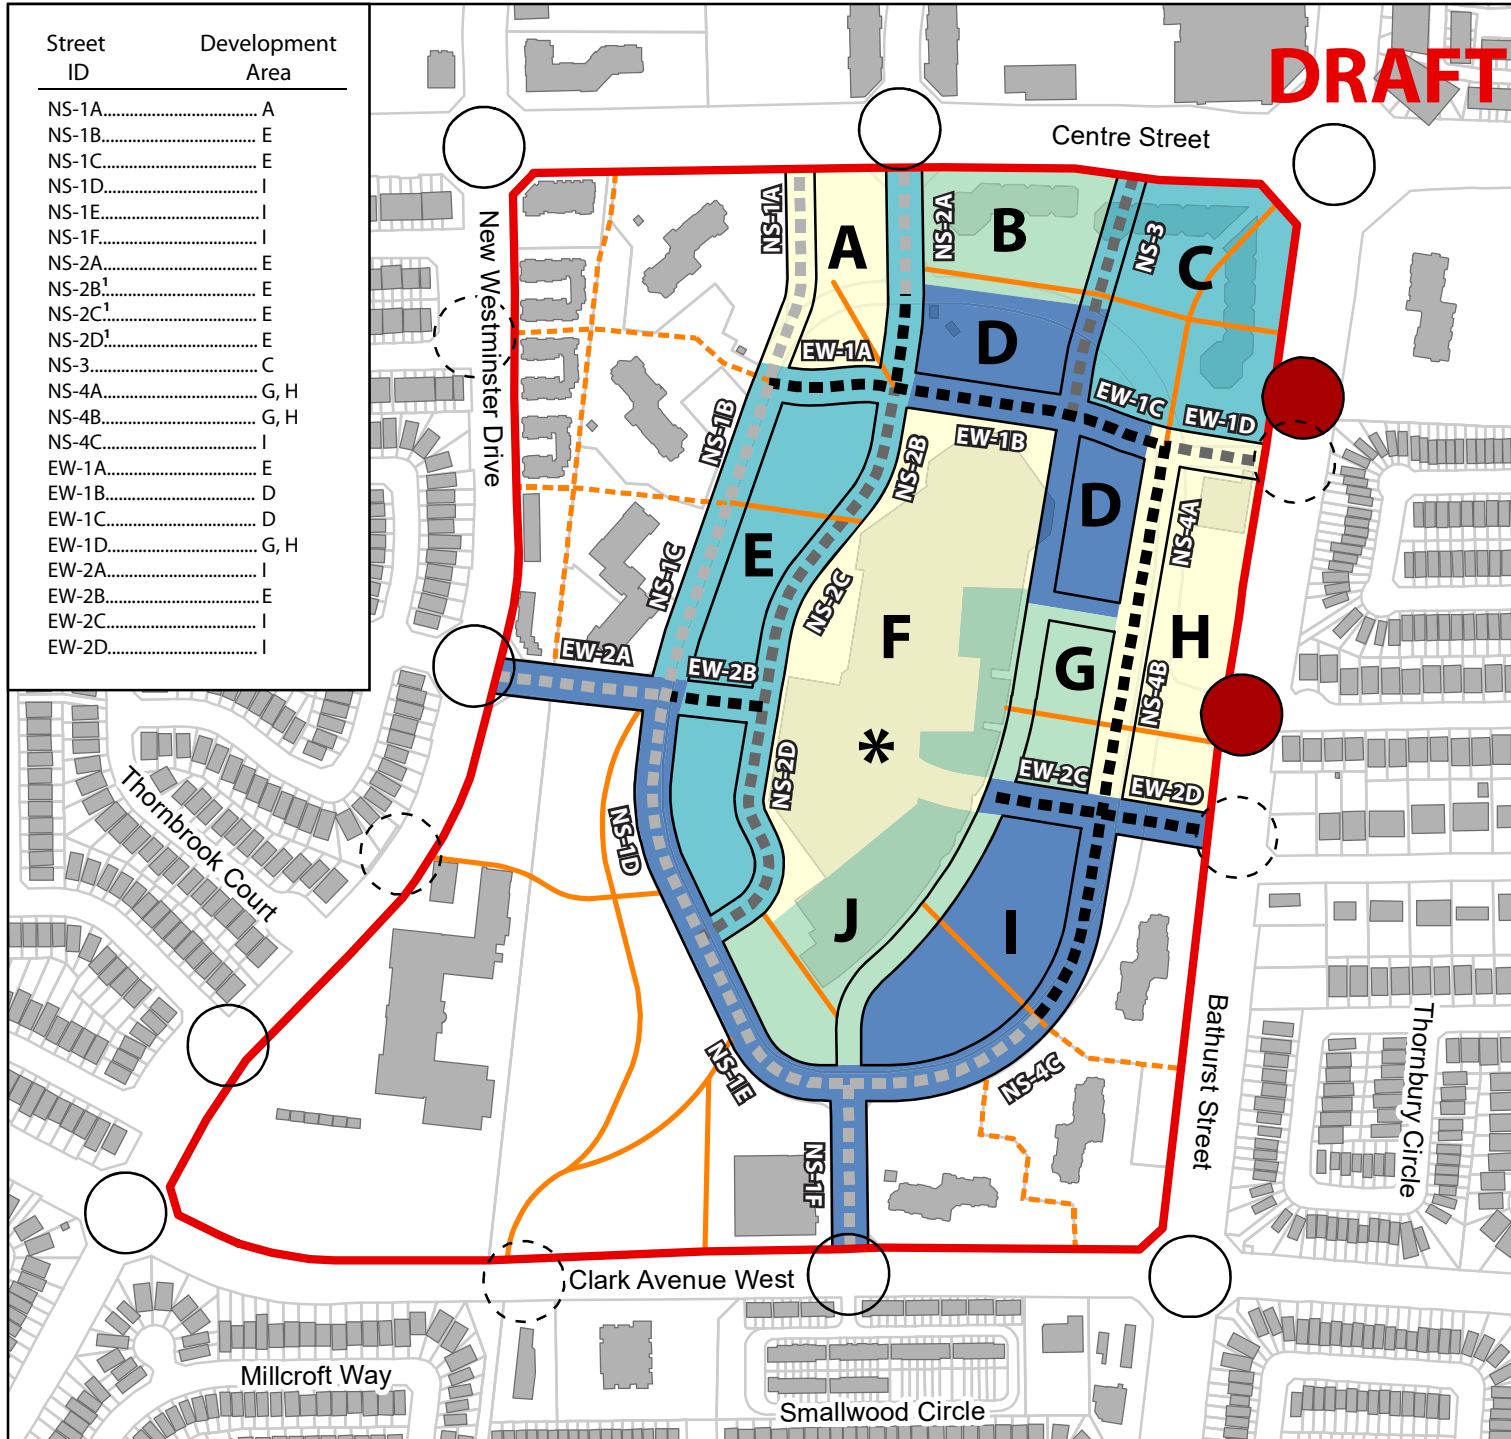 Street Development
ID Area
NS-1A.................................. A
NS-1B.................................. E
NS-1C.................................. E
NS-1D.................................. I
NS-1E.................................. I
NS-1F.................................. I
NS-2A.................................. E
NS-2B¹.................................. E
NS-2C¹.................................. E
NS-2D¹.................................. E
NS-3.................................. C
NS-4A.................................. G, H
NS-4B.................................. G, H
NS-4C.................................. I
EW-1A.................................. E
EW-1B.................................. D
EW-1C.................................. D
EW-1D.................................. G, H
EW-2A.................................. I
EW-2B.................................. E
EW-2C.................................. I
EW-2D.................................. I
DRAFT
Centre Street
New Westminster Drive
NS-1A
A
NS-2A
B
NS-3
C
EW-1A
D
EW-1C
EW-1D
NS-1B
NS-2B
EW-1B
D
NS-4A
E
NS-1C
NS-2C
F
G
H
EW-2A
EW-2B
NS-4B
*
NS-2D
EW-2C
EW-2D
Thornbrook Court
NS-1D
J
I
Bathurst Street
Thornbury Circle
NS-1E
NS-4C
NS-1F
Clark Avenue West
Millcroft Way
Smallwood Circle